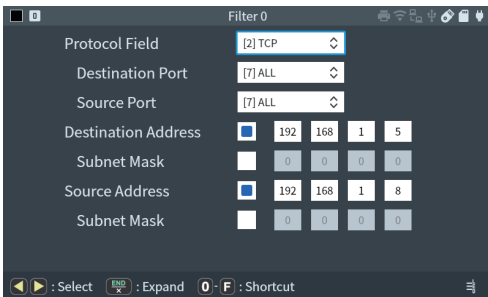 0 Filter 0
Protocol Field [2] TCP
Destination Port [7] ALL
Source Port [7] ALL
Destination Address 192 168 1 5
Subnet Mask 0 0 0 0
Source Address 192 168 1 8
Subnet Mask 0 0 0 0
: Select END × : Expand 0 - F : Shortcut